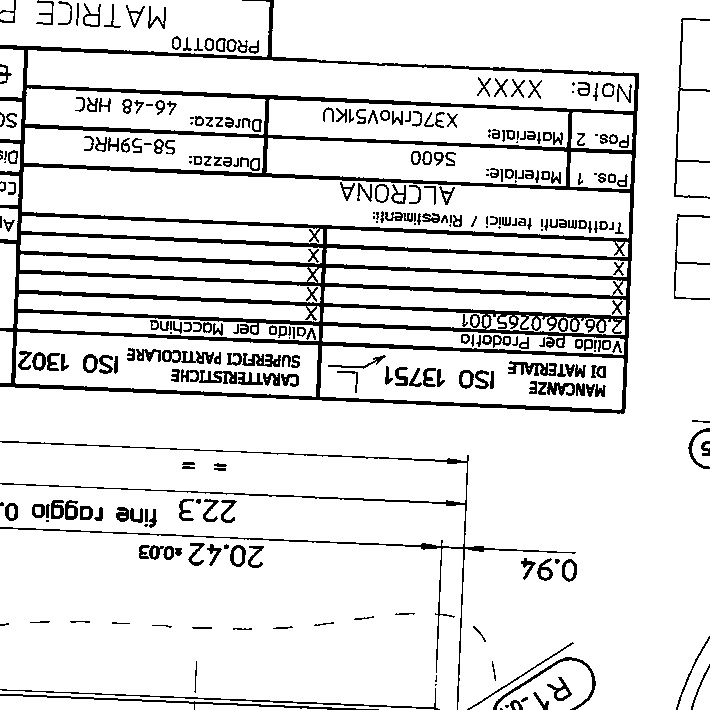 R1
0.94
20.42 ±0.03
22.3 fine raggio 0.
= =
5
MANCANZE
DI MATERIALE ISO 13751
CARATTERISTICHE
SUPERFICI PARTICOLARE ISO 1302
Valido per Prodotto
Valido per Macchina
2.06.006.0265.001
X
X
X
X
X
X
X
X
X
Trattamenti termici / Rivestimenti:
ALCRONA
Pos. 1 Materiale: S600 Durezza: 58-59HRC
Pos. 2 Materiale: X37CrMoV51KU Durezza: 46-48 HRC
Note: XXXX
PRODOTTO
MATRICE P